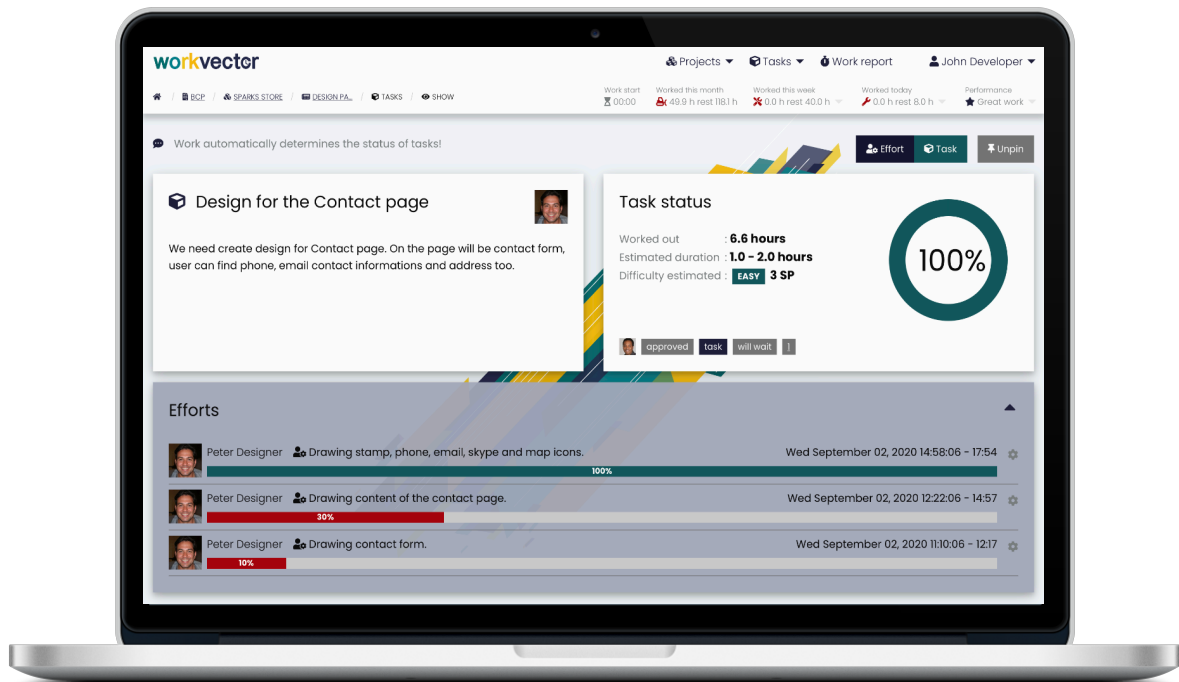 workvector
Projects Tasks Work report John Developer
BCP / SPARKS STORE / DESIGN PA... / TASKS / SHOW
Work start Worked this month Worked this week Worked today Performance
00:00 49.9 h rest 118.1 h 0.0 h rest 40.0 h 0.0 h rest 8.0 h Great work
Work automatically determines the status of tasks!
Effort Task Unpin
Design for the Contact page
We need create design for Contact page. On the page will be contact form,
user can find phone, email contact informations and address too.
Task status
Worked out : 6.6 hours
Estimated duration : 1.0 - 2.0 hours
Difficulty estimated : EASY 3 SP
100%
approved task will wait ]
Efforts
Peter Designer Drawing stamp, phone, email, skype and map icons. Wed September 02, 2020 14:58:06 - 17:54
100%
Peter Designer Drawing content of the contact page. Wed September 02, 2020 12:22:06 - 14:57
30%
Peter Designer Drawing contact form. Wed September 02, 2020 11:10:06 - 12:17
10%